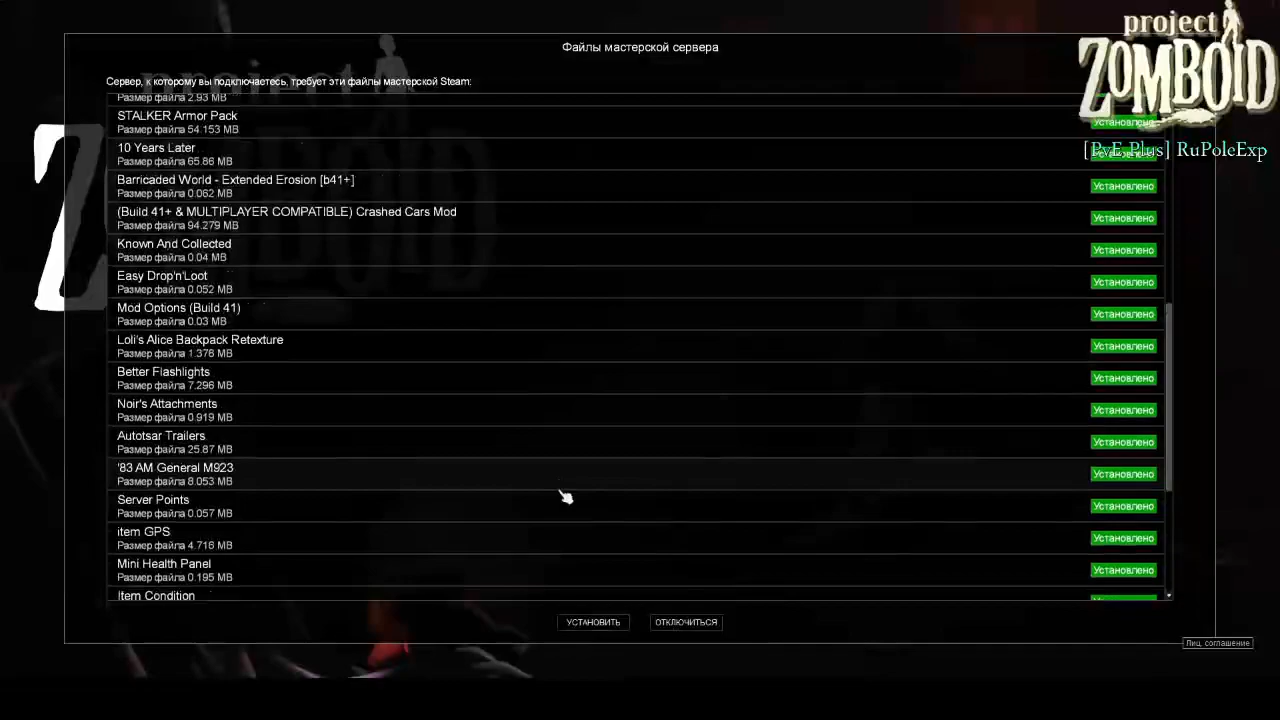 Файлы мастерской сервера
project
ZOMBOID
Сервер, к которому вы подключаетесь, требует эти файлы мастерской Steam:
Размер файла 2.93 MB
STALKER Armor Pack
Размер файла 54.153 MB
Установлено
[PvE Plus] RuPoleExp
10 Years Later
Размер файла 65.86 MB
Установлено
Barricaded World - Extended Erosion [b41+]
Размер файла 0.062 MB
Установлено
(Build 41+ & MULTIPLAYER COMPATIBLE) Crashed Cars Mod
Размер файла 94.279 MB
Установлено
Known And Collected
Размер файла 0.04 MB
Установлено
Easy Drop'n'Loot
Размер файла 0.052 MB
Установлено
Mod Options (Build 41)
Размер файла 0.03 MB
Установлено
Loli's Alice Backpack Retexture
Размер файла 1.376 MB
Установлено
Better Flashlights
Размер файла 7.296 MB
Установлено
Noir's Attachments
Размер файла 0.919 MB
Установлено
Autotsar Trailers
Размер файла 25.87 MB
Установлено
'83 AM General M923
Размер файла 8.053 MB
Установлено
Server Points
Размер файла 0.057 MB
Установлено
item GPS
Размер файла 4.716 MB
Установлено
Mini Health Panel
Размер файла 0.195 MB
Установлено
Item Condition
УСТАНОВИТЬ
ОТКЛЮЧИТЬСЯ
Лиц. соглашение